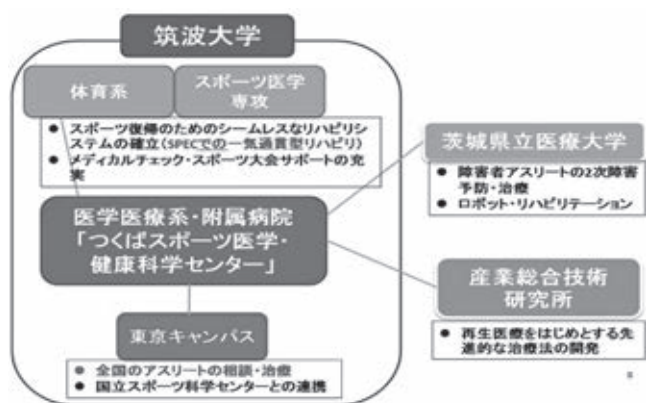 筑波大学
体育系
スポーツ医学
専攻
● スポーツ復帰のためのシームレスなリハビリシ
ステムの確立(SPECでの一気通貫型リハビリ)
● メディカルチェック・スポーツ大会サポートの充
実
医学医療系・附属病院
「つくばスポーツ医学・
健康科学センター」
東京キャンパス
● 全国のアスリートの相談・治療
● 国立スポーツ科学センターとの連携
茨城県立医療大学
● 障害者アスリートの2次障害
予防・治療
● ロボット・リハビリテーション
産業総合技術
研究所
● 再生医療をはじめとする先
進的な治療法の開発